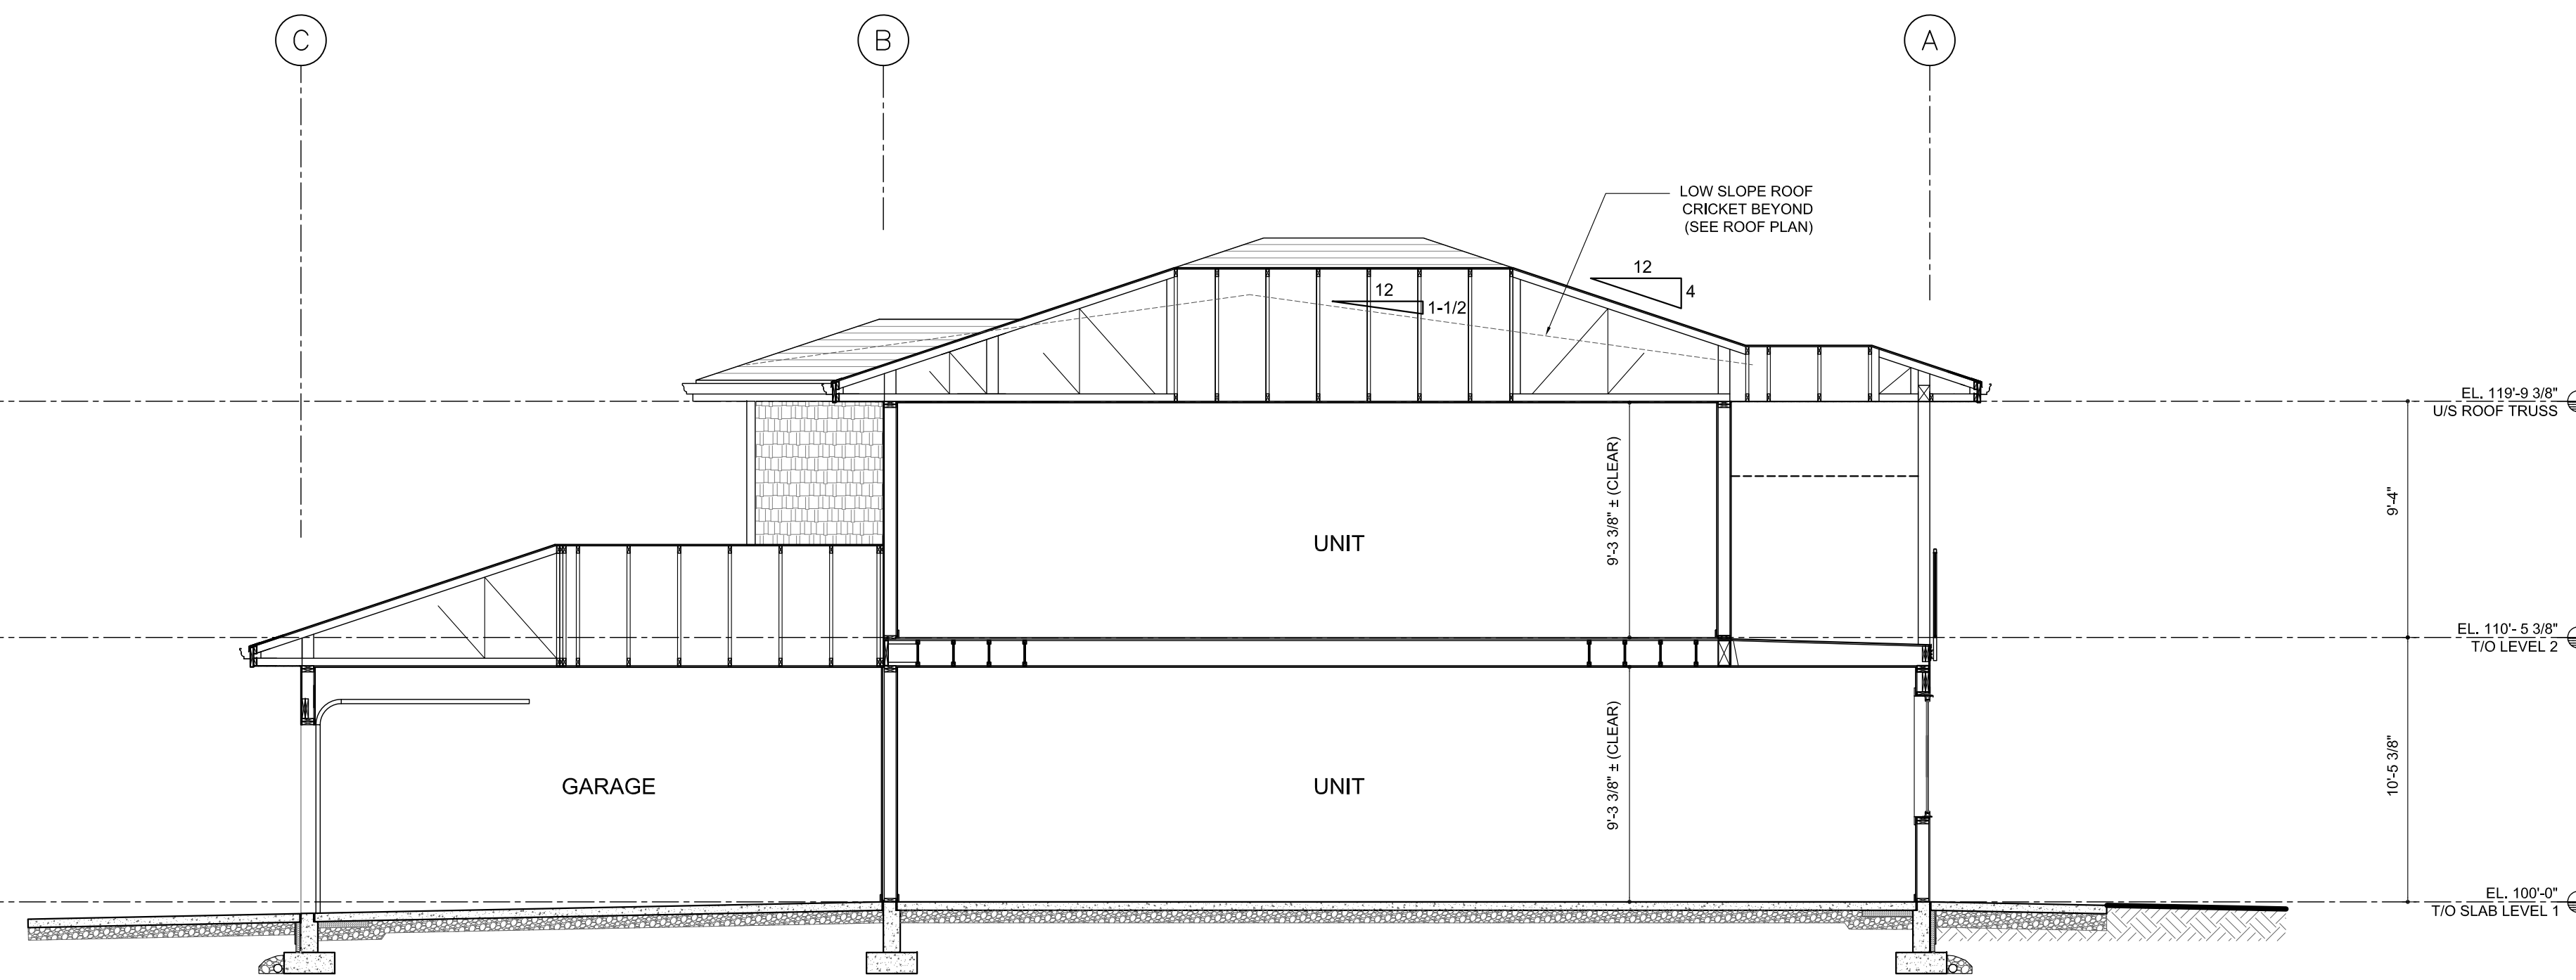 C
B
A
LOW SLOPE ROOF
CRICKET BEYOND
(SEE ROOF PLAN)
12
4
12
1-1/2
EL. 119'-9 3/8"
U/S ROOF TRUSS
9'-3 3/8" ± (CLEAR)
9'-4"
UNIT
EL. 110'- 5 3/8"
T/O LEVEL 2
9'-3 3/8" ± (CLEAR)
10'-5 3/8"
GARAGE
UNIT
EL. 100'-0"
T/O SLAB LEVEL 1